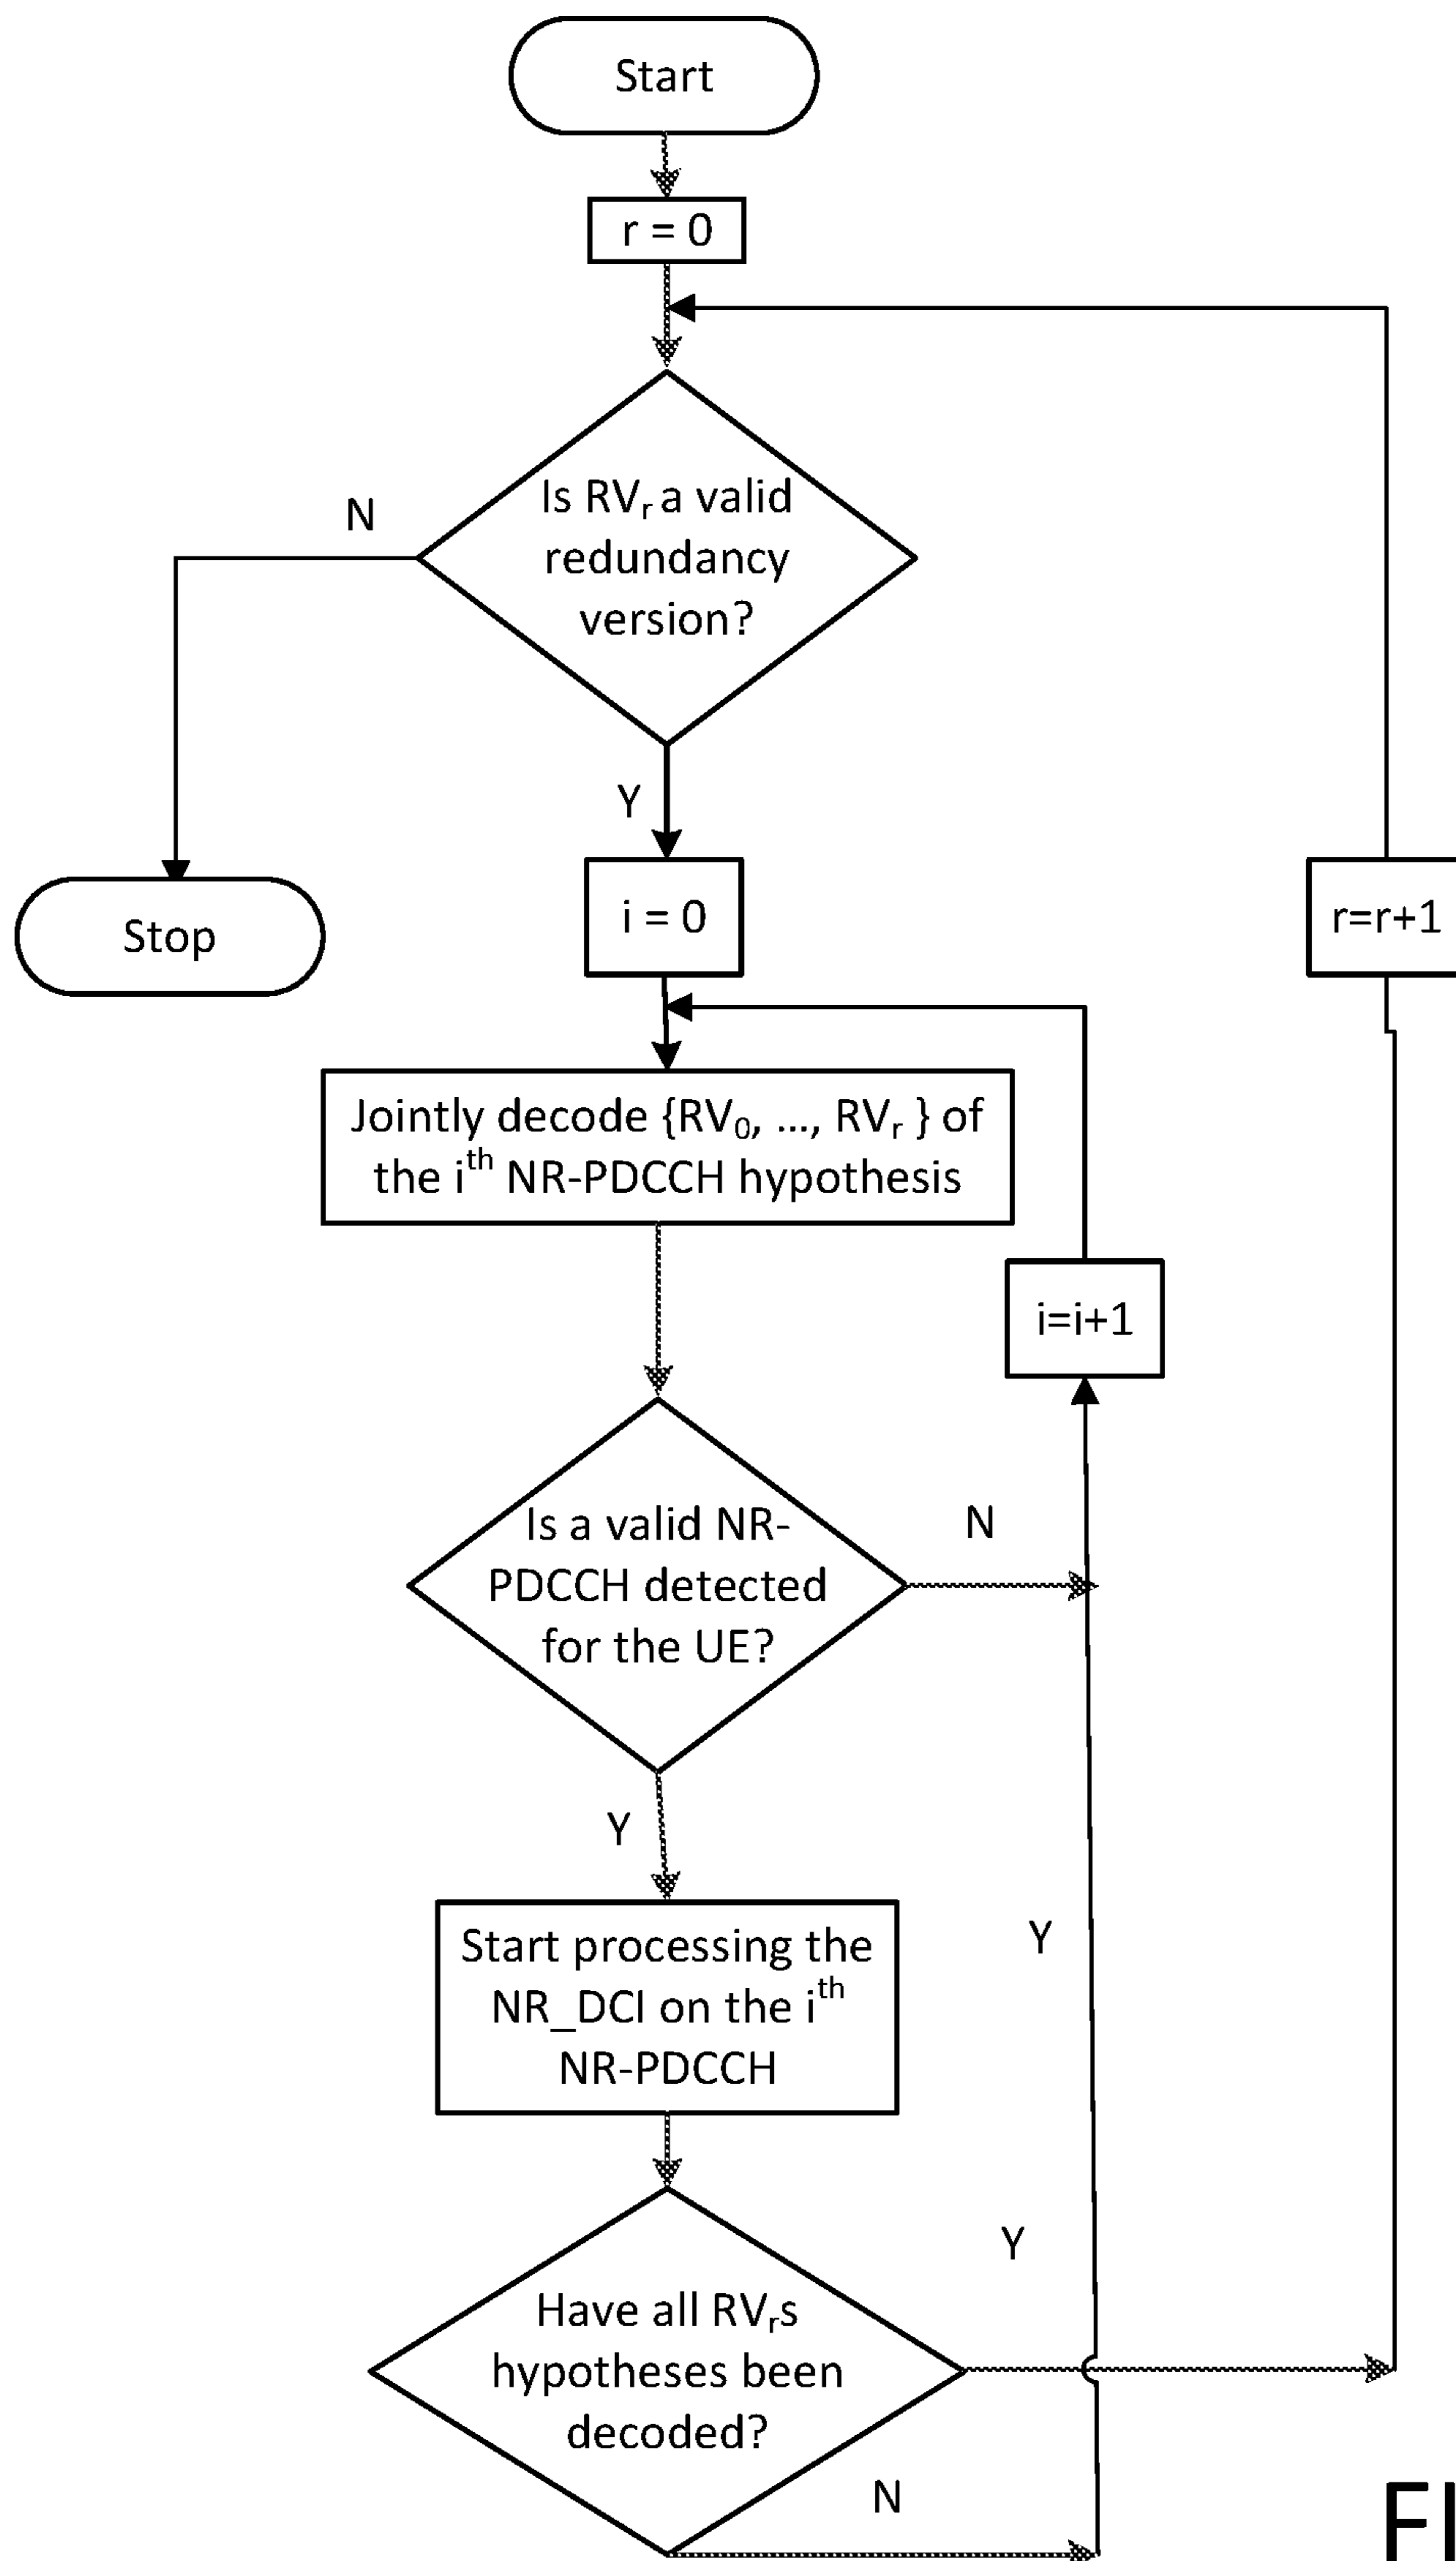 Start
r = 0
Is RVr a valid
redundancy
version?
N
Y
Stop
i = 0
r=r+1
Jointly decode {RV0, ..., RVr } of
the ith NR-PDCCH hypothesis
i=i+1
Is a valid NR-
PDCCH detected
for the UE?
N
Y
Start processing the
NR_DCI on the ith
NR-PDCCH
Y
Y
Have all RVrs
hypotheses been
decoded?
N